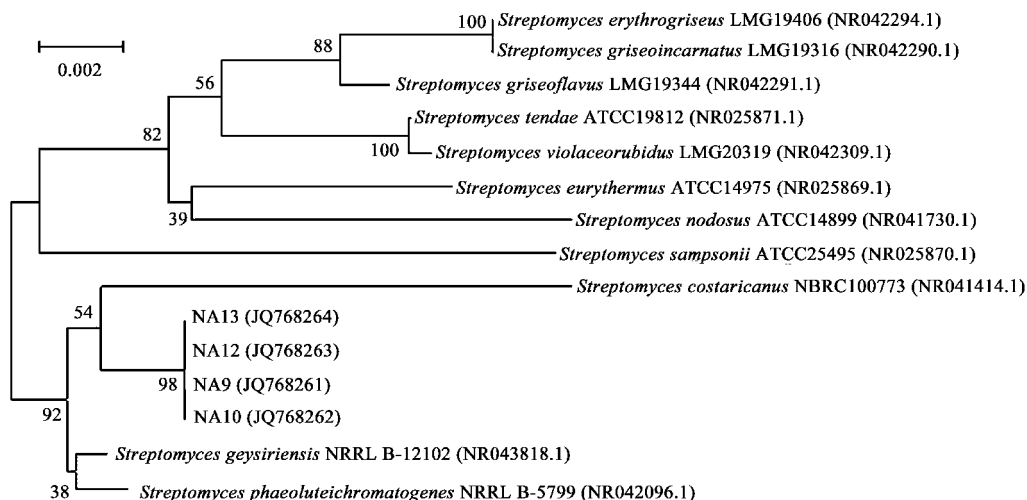 100
Streptomyces erythrogriseus LMG19406 (NR042294.1)
Streptomyces griseoincarnatus LMG19316 (NR042290.1)
88
0.002
Streptomyces griseoflavus LMG19344 (NR042291.1)
56
Streptomyces tendae ATCC19812 (NR025871.1)
82
100
Streptomyces violaceorubidus LMG20319 (NR042309.1)
Streptomyces eurythermus ATCC14975 (NR025869.1)
39
Streptomyces nodosus ATCC14899 (NR041730.1)
Streptomyces sampsonii ATCC25495 (NR025870.1)
Streptomyces costaricanus NBRC100773 (NR041414.1)
54
NA13 (JQ768264)
NA12 (JQ768263)
98
NA9 (JQ768261)
NA10 (JQ768262)
92
Streptomyces geysiriensis NRRL B-12102 (NR043818.1)
38
Streptomyces phaeoluteichromatogenes NRRL B-5799 (NR042096.1)